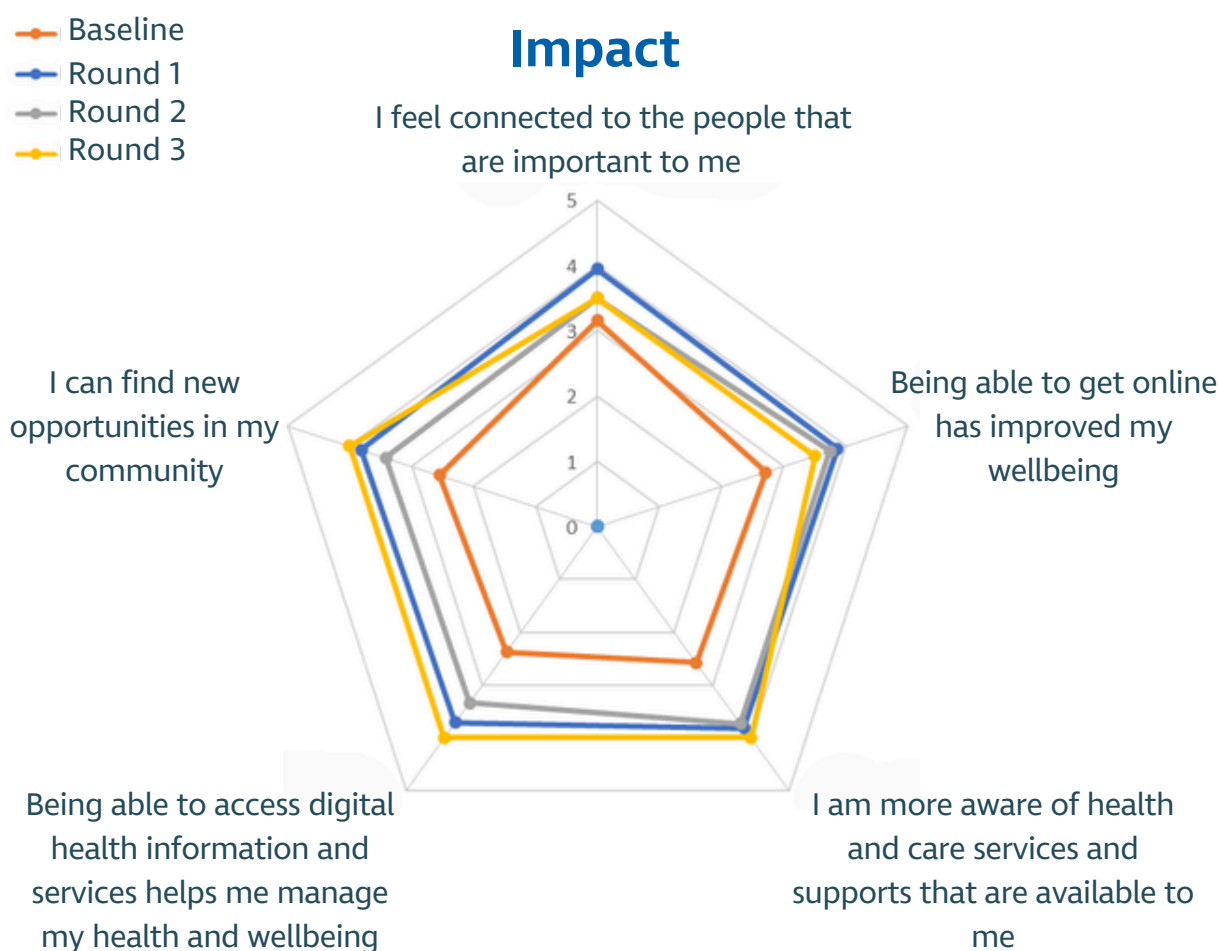 Baseline
Round 1
Round 2
Round 3
Impact
I feel connected to the people that
are important to me
5
4
3
2
1
0
I can find new
opportunities in my
community
Being able to get online
has improved my
wellbeing
Being able to access digital
health information and
services helps me manage
my health and wellbeing
I am more aware of health
and care services and
supports that are available to
me